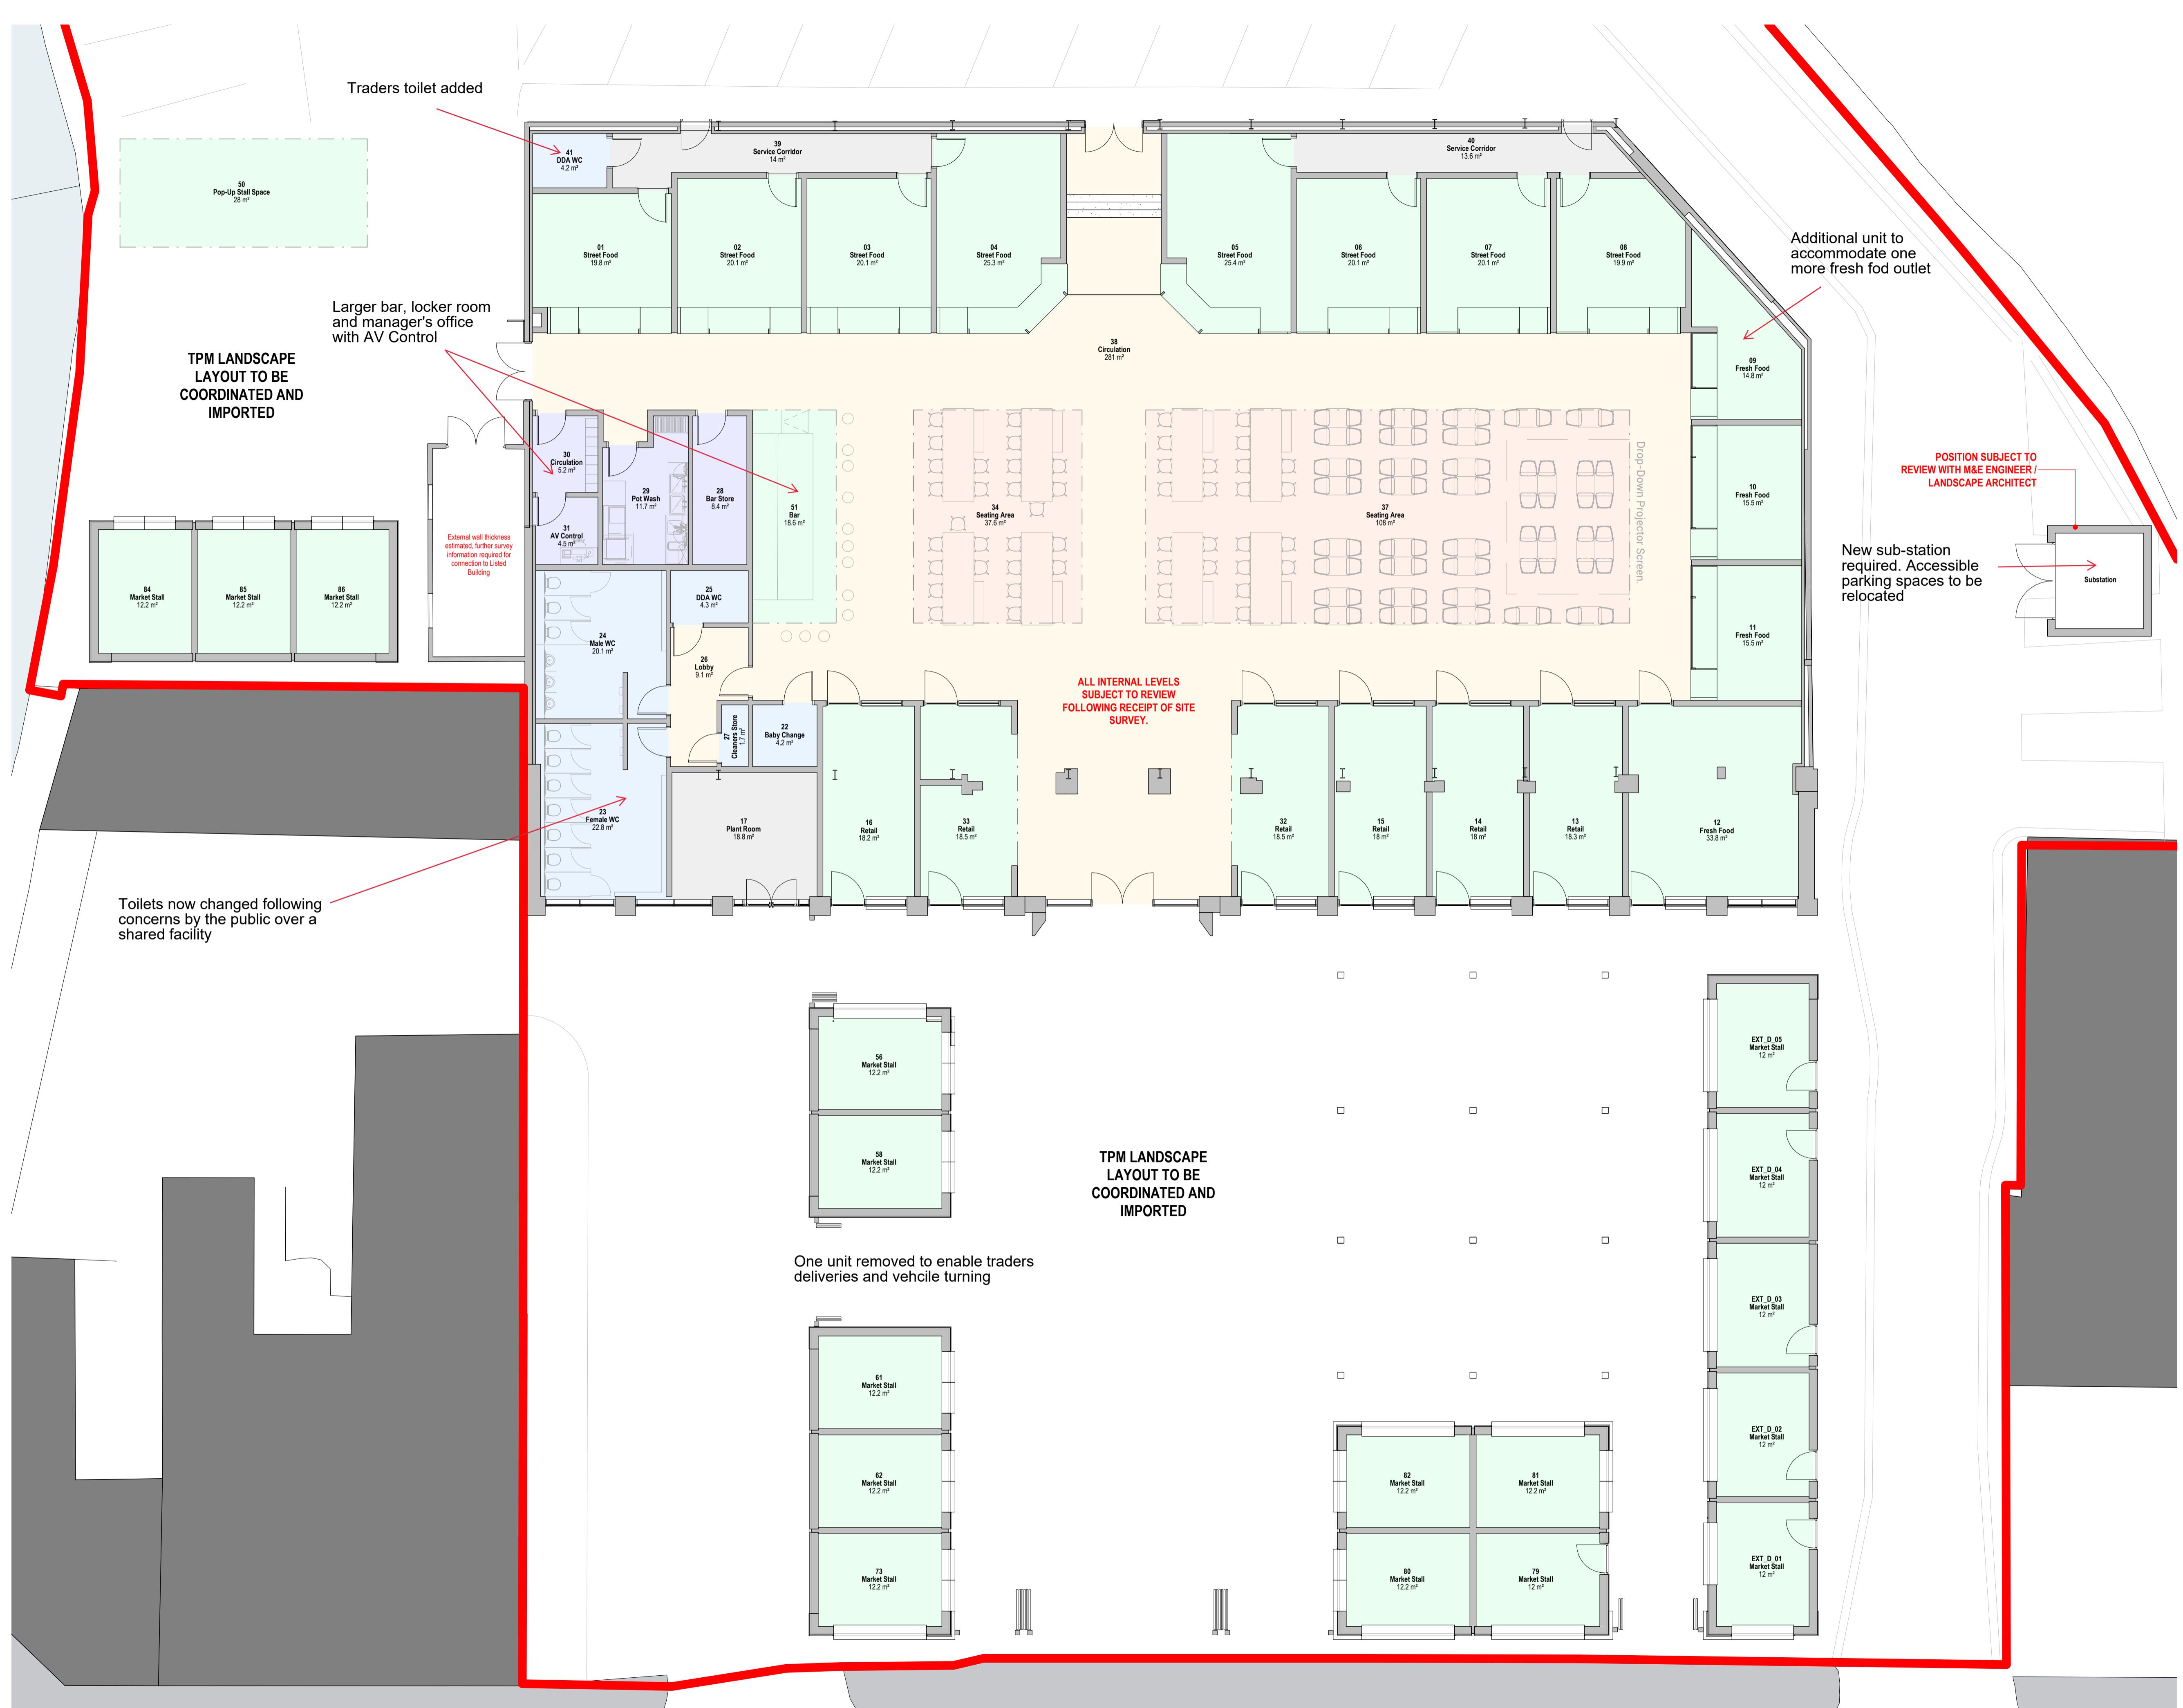 Traders toilet added
41
DDA WC
4.2 m²
39
Service Corridor
14 m²
40
Service Corridor
13.6 m²
50
Pop-Up Stall Space
28 m²
01
Street Food
19.8 m²
02
Street Food
20.1 m²
03
Street Food
20.1 m²
04
Street Food
25.3 m²
05
Street Food
25.4 m²
06
Street Food
20.1 m²
07
Street Food
20.1 m²
08
Street Food
19.9 m²
Additional unit to
accommodate one
more fresh fod outlet
Larger bar, locker room
and manager's office
with AV Control
TPM LANDSCAPE
LAYOUT TO BE
COORDINATED AND
IMPORTED
38
Circulation
281 m²
09
Fresh Food
14.8 m²
30
Circulation
5.2 m²
29
Pot Wash
11.7 m²
28
Bar Store
8.4 m²
31
AV Control
4.5 m²
51
Bar
18.6 m²
34
Seating Area
37.6 m²
37
Seating Area
108 m²
Drop-Down Projector Screen.
10
Fresh Food
15.5 m²
POSITION SUBJECT TO
REVIEW WITH M&E ENGINEER /
LANDSCAPE ARCHITECT
External wall thickness
estimated, further survey
information required for
connection to Listed
Building
New sub-station
required. Accessible
parking spaces to be
relocated
Substation
84
Market Stall
12.2 m²
85
Market Stall
12.2 m²
86
Market Stall
12.2 m²
25
DDA WC
4.3 m²
24
Male WC
20.1 m²
26
Lobby
9.1 m²
11
Fresh Food
15.5 m²
ALL INTERNAL LEVELS
SUBJECT TO REVIEW
FOLLOWING RECEIPT OF SITE
SURVEY.
27
Cleaners Store
1.7 m²
22
Baby Change
4.2 m²
23
Female WC
22.8 m²
17
Plant Room
18.8 m²
16
Retail
18.2 m²
33
Retail
18.5 m²
32
Retail
18.5 m²
15
Retail
18 m²
14
Retail
18 m²
13
Retail
18.3 m²
12
Fresh Food
33.8 m²
Toilets now changed following
concerns by the public over a
shared facility
56
Market Stall
12.2 m²
58
Market Stall
12.2 m²
TPM LANDSCAPE
LAYOUT TO BE
COORDINATED AND
IMPORTED
EXT_D_05
Market Stall
12 m²
EXT_D_04
Market Stall
12 m²
One unit removed to enable traders
deliveries and vehcile turning
EXT_D_03
Market Stall
12 m²
61
Market Stall
12.2 m²
62
Market Stall
12.2 m²
73
Market Stall
12.2 m²
82
Market Stall
12.2 m²
81
Market Stall
12.2 m²
80
Market Stall
12.2 m²
79
Market Stall
12 m²
EXT_D_02
Market Stall
12 m²
EXT_D_01
Market Stall
12 m²